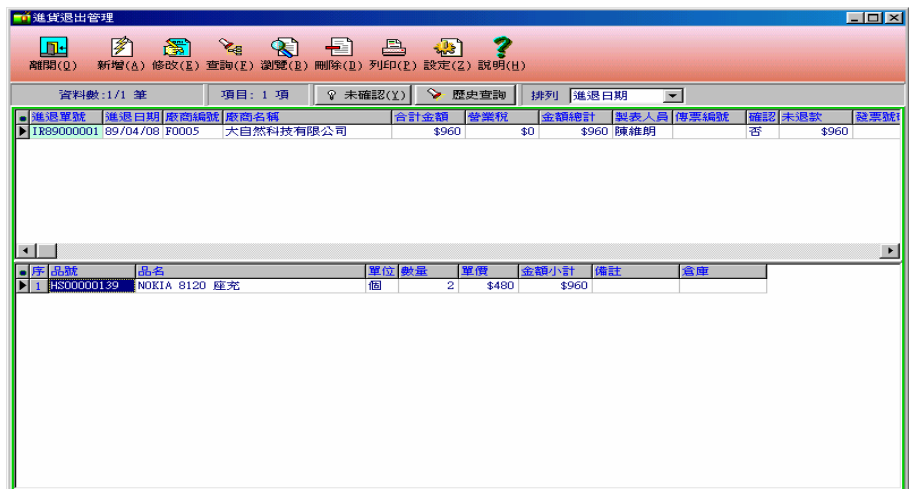 進貨退出管理
離開(Q) 新增(A) 修改(E) 查詢(F) 瀏覽(B) 刪除(D) 列印(P) 設定(Z) 說明(H)
資料數:1/1 筆 項目: 1 項 未確認(Y) 歷史查詢 排列 進退日期
進退單號 進退日期 廠商編號 廠商名稱 合計金額 營業稅 金額總計 製表人員 傳票編號 確認 未退款 發票號
IR89000001 89/04/08 F0005 大自然科技有限公司 $960 $0 $960 陳維朗 否 $960
序 品號 品名 單位 數量 單價 金額小計 備註 倉庫
1 HS00000139 NOKIA 8120 座充 個 2 $480 $960